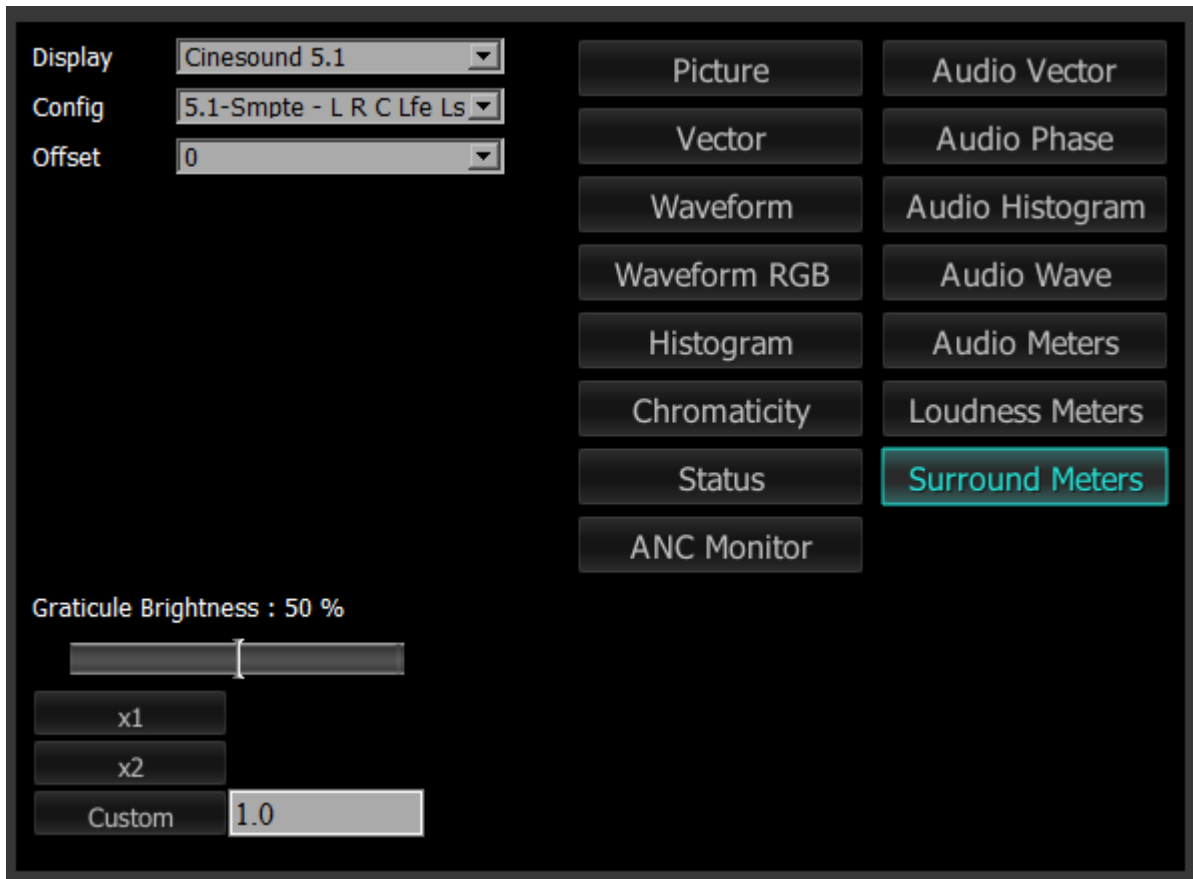 Display Cinesound 5.1
Config 5.1-Smpte - L R C Lfe Ls
Offset 0
Picture Audio Vector
Vector Audio Phase
Waveform Audio Histogram
Waveform RGB Audio Wave
Histogram Audio Meters
Chromaticity Loudness Meters
Status Surround Meters
ANC Monitor
Graticule Brightness : 50 %
x1
x2
Custom 1.0